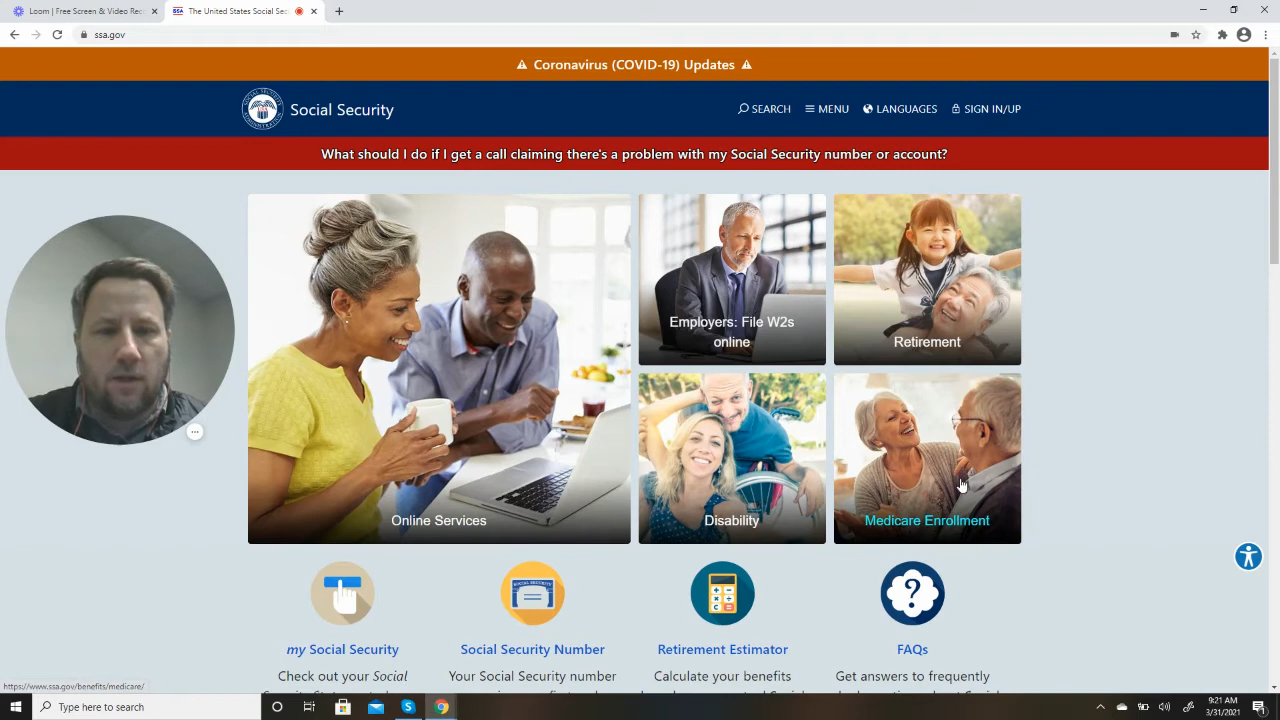 Loom | Free Screen & Video Rec
The United States Social Sec
ssa.gov
Coronavirus (COVID-19) Updates
Social Security
SEARCH
MENU
LANGUAGES
SIGN IN/UP
What should I do if I get a call claiming there's a problem with my Social Security number or account?
Employers: File W2s
online
Retirement
Online Services
Disability
Medicare Enrollment
my Social Security
Social Security Number
Retirement Estimator
FAQs
Check out your Social
Your Social Security number
Calculate your benefits
Get answers to frequently
https://www.ssa.gov/benefits/medicare/
Type here to search
9:21 AM
3/31/2021